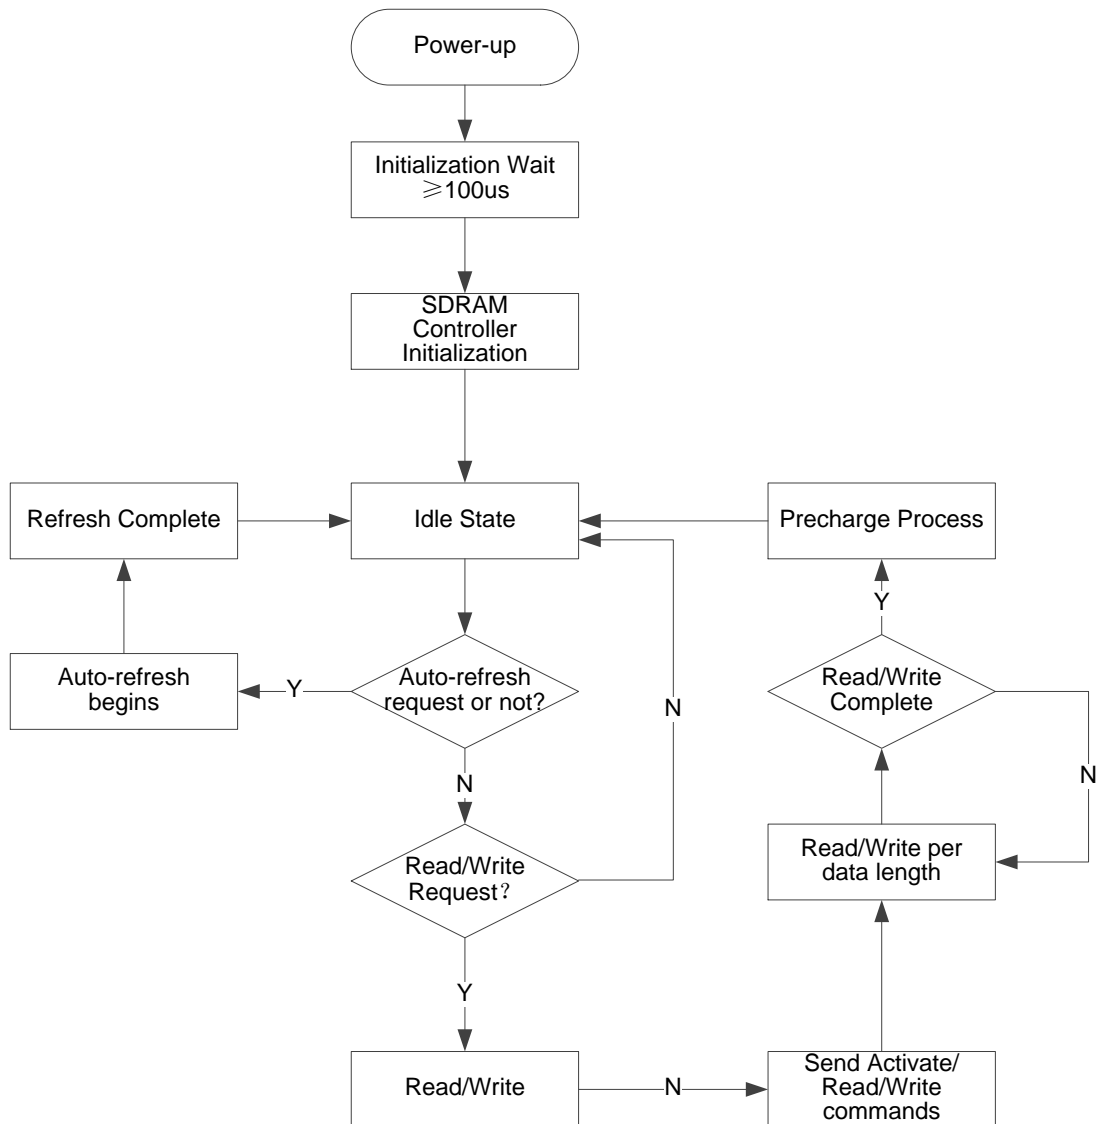 Power-up
Initialization Wait
≥100us
SDRAM
Controller
Initialization
Refresh Complete
Idle State
Precharge Process
Y
Auto-refresh
begins
Y
Auto-refresh
request or not?
N
Read/Write
Complete
N
N
Read/Write
Request?
Read/Write per
data length
Y
Read/Write
N
Send Activate/
Read/Write
commands